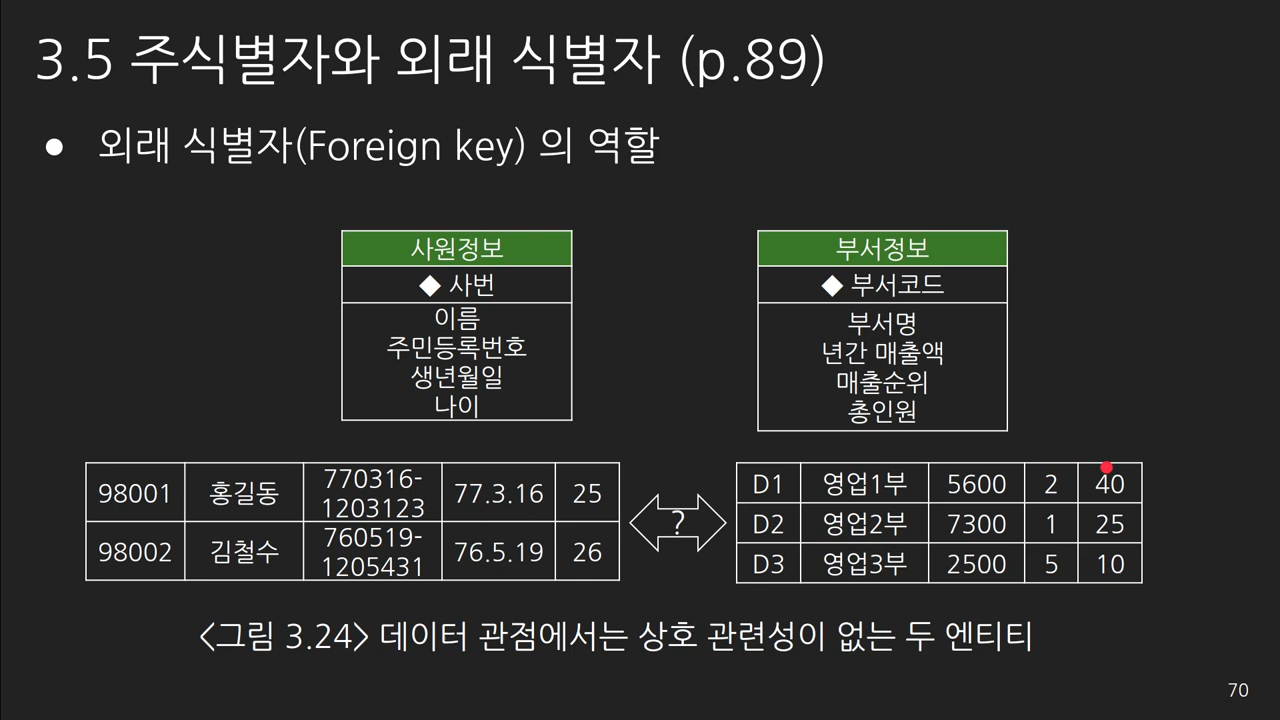 3.5 주식별자와 외래 식별자 (p.89)
● 외래 식별자(Foreign key) 의 역할
사원정보
◆ 사번
이름
주민등록번호
생년월일
나이
부서정보
◆ 부서코드
부서명
년간 매출액
매출순위
총인원
98001 홍길동 770316-1203123 77.3.16 25
98002 김철수 760519-1205431 76.5.19 26
?
D1 영업1부 5600 2 40
D2 영업2부 7300 1 25
D3 영업3부 2500 5 10
<그림 3.24> 데이터 관점에서는 상호 관련성이 없는 두 엔티티
70